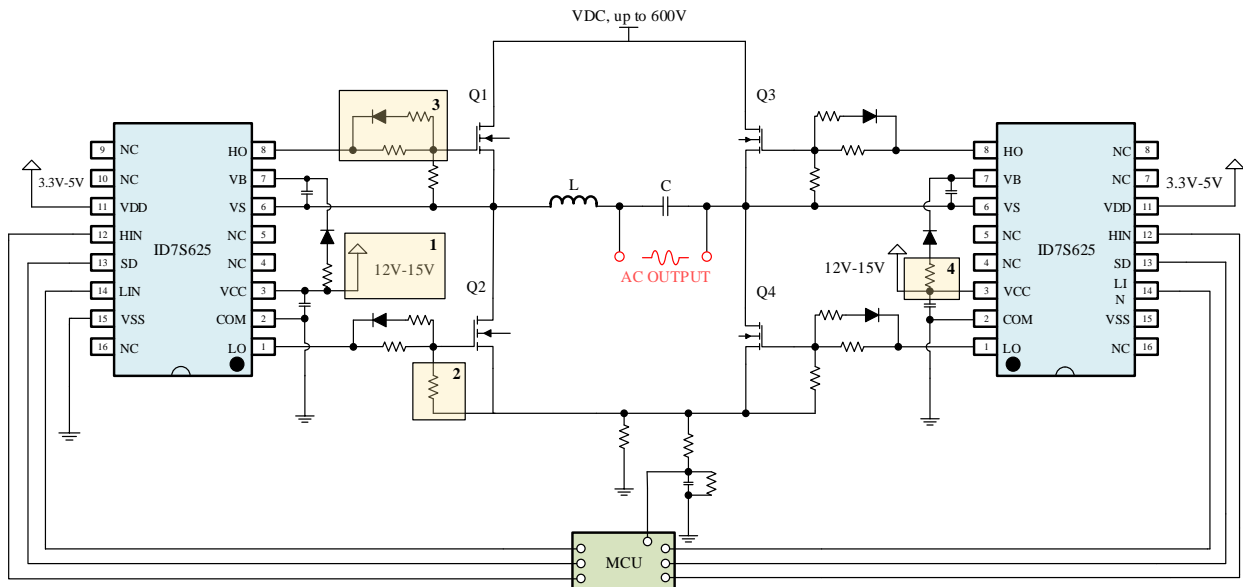 VDC, up to 600V
Q1
Q3
3
9 NC HO 8
10 NC VB 7
3.3V-5V
11 VDD VS 6
12 HIN NC 5
ID7S625
13 SD NC 4
14 LIN VCC 3
15 VSS COM 2
16 NC LO 1
1
12V-15V
2
Q2
L
C
AC OUTPUT
Q4
12V-15V
4
8 HO NC 8
7 VB NC 7
3.3V-5V
6 VS VDD 11
5 NC HIN 12
ID7S625
4 NC SD 13
3 VCC LI 14
N
2 COM VSS 15
1 LO NC 16
MCU